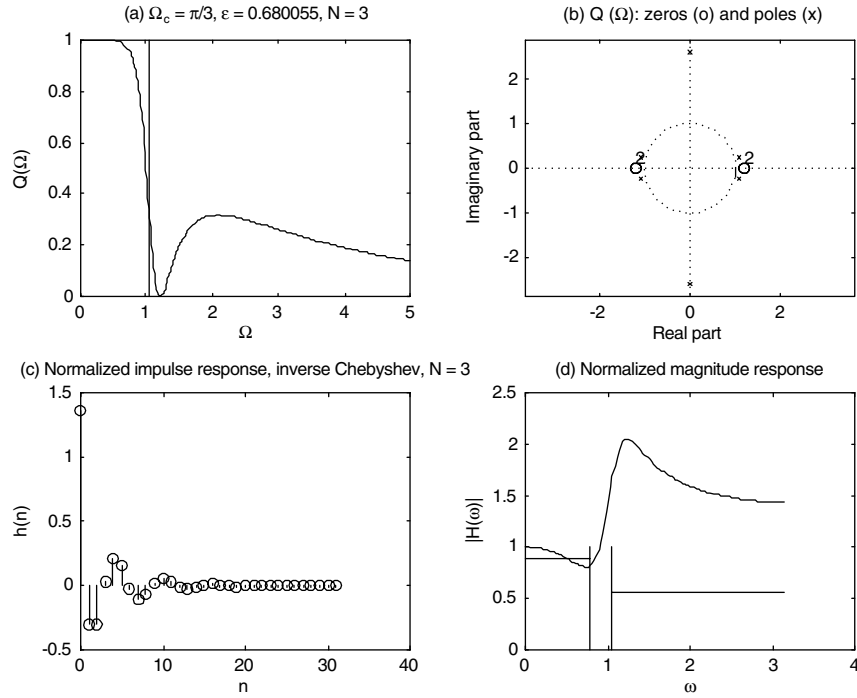 (a) Ω_c = π/3, ε = 0.680055, N = 3
1
0.8
0.6
0.4
0.2
0
Q(Ω)
0 1 2 3 4 5
Ω
(b) Q (Ω): zeros (o) and poles (x)
2
1
0
-1
-2
Imaginary part
2 2
-2 0 2
Real part
(c) Normalized impulse response, inverse Chebyshev, N = 3
1.5
1
0.5
0
-0.5
h(n)
0 10 20 30 40
n
(d) Normalized magnitude response
2.5
2
1.5
1
0.5
0
|H(ω)|
0 1 2 3 4
ω